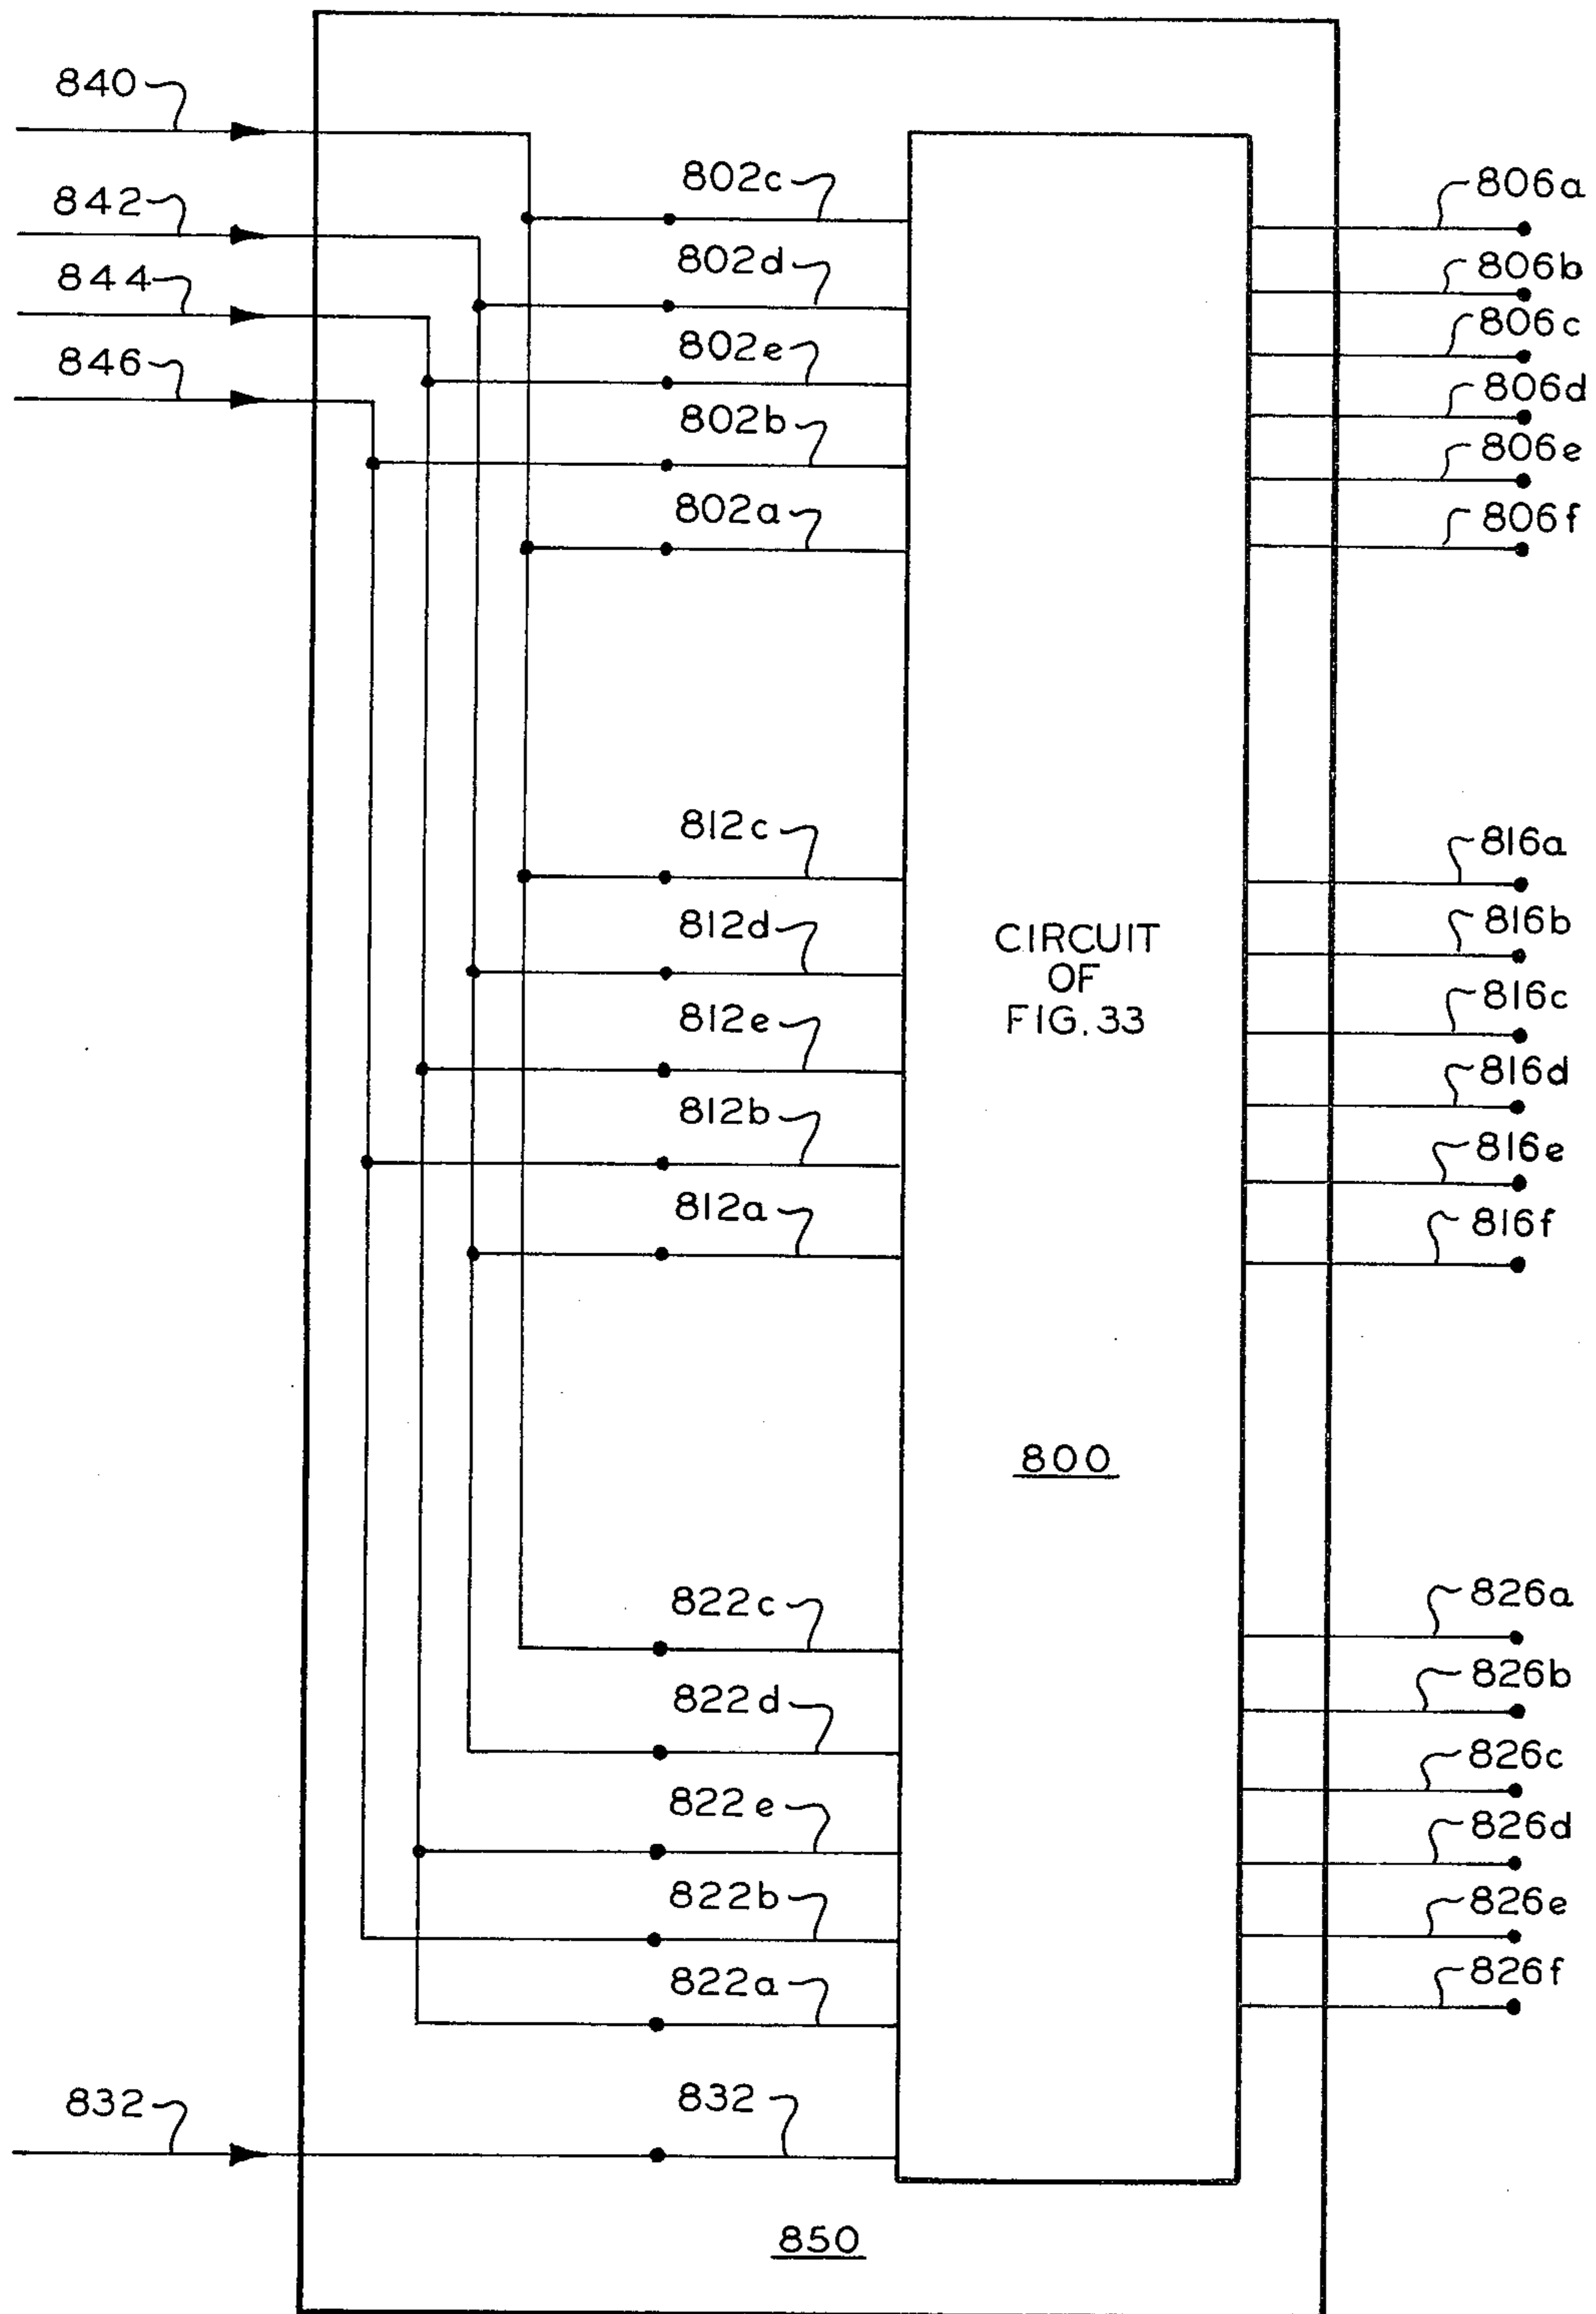 840
842
844
846
802c
802d
802e
802b
802a
806a
806b
806c
806d
806e
806f
812c
812d
812e
812b
812a
CIRCUIT
OF
FIG. 33
816a
816b
816c
816d
816e
816f
800
822c
822d
822e
822b
822a
826a
826b
826c
826d
826e
826f
832
832
850